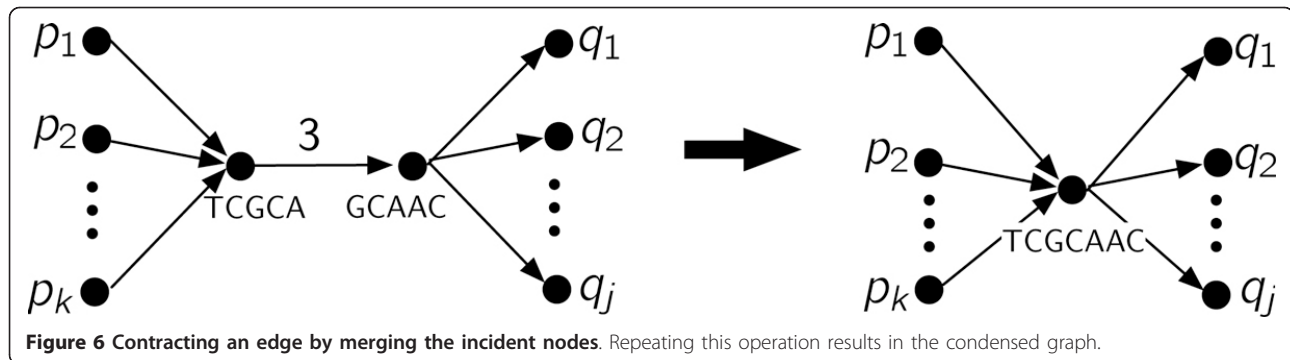 p1 q1 p1 q1
p2 3 q2 p2 q2
TCGCA GCAAC
TCGCAAC
pk qj pk qj
Figure 6 Contracting an edge by merging the incident nodes. Repeating this operation results in the condensed graph.